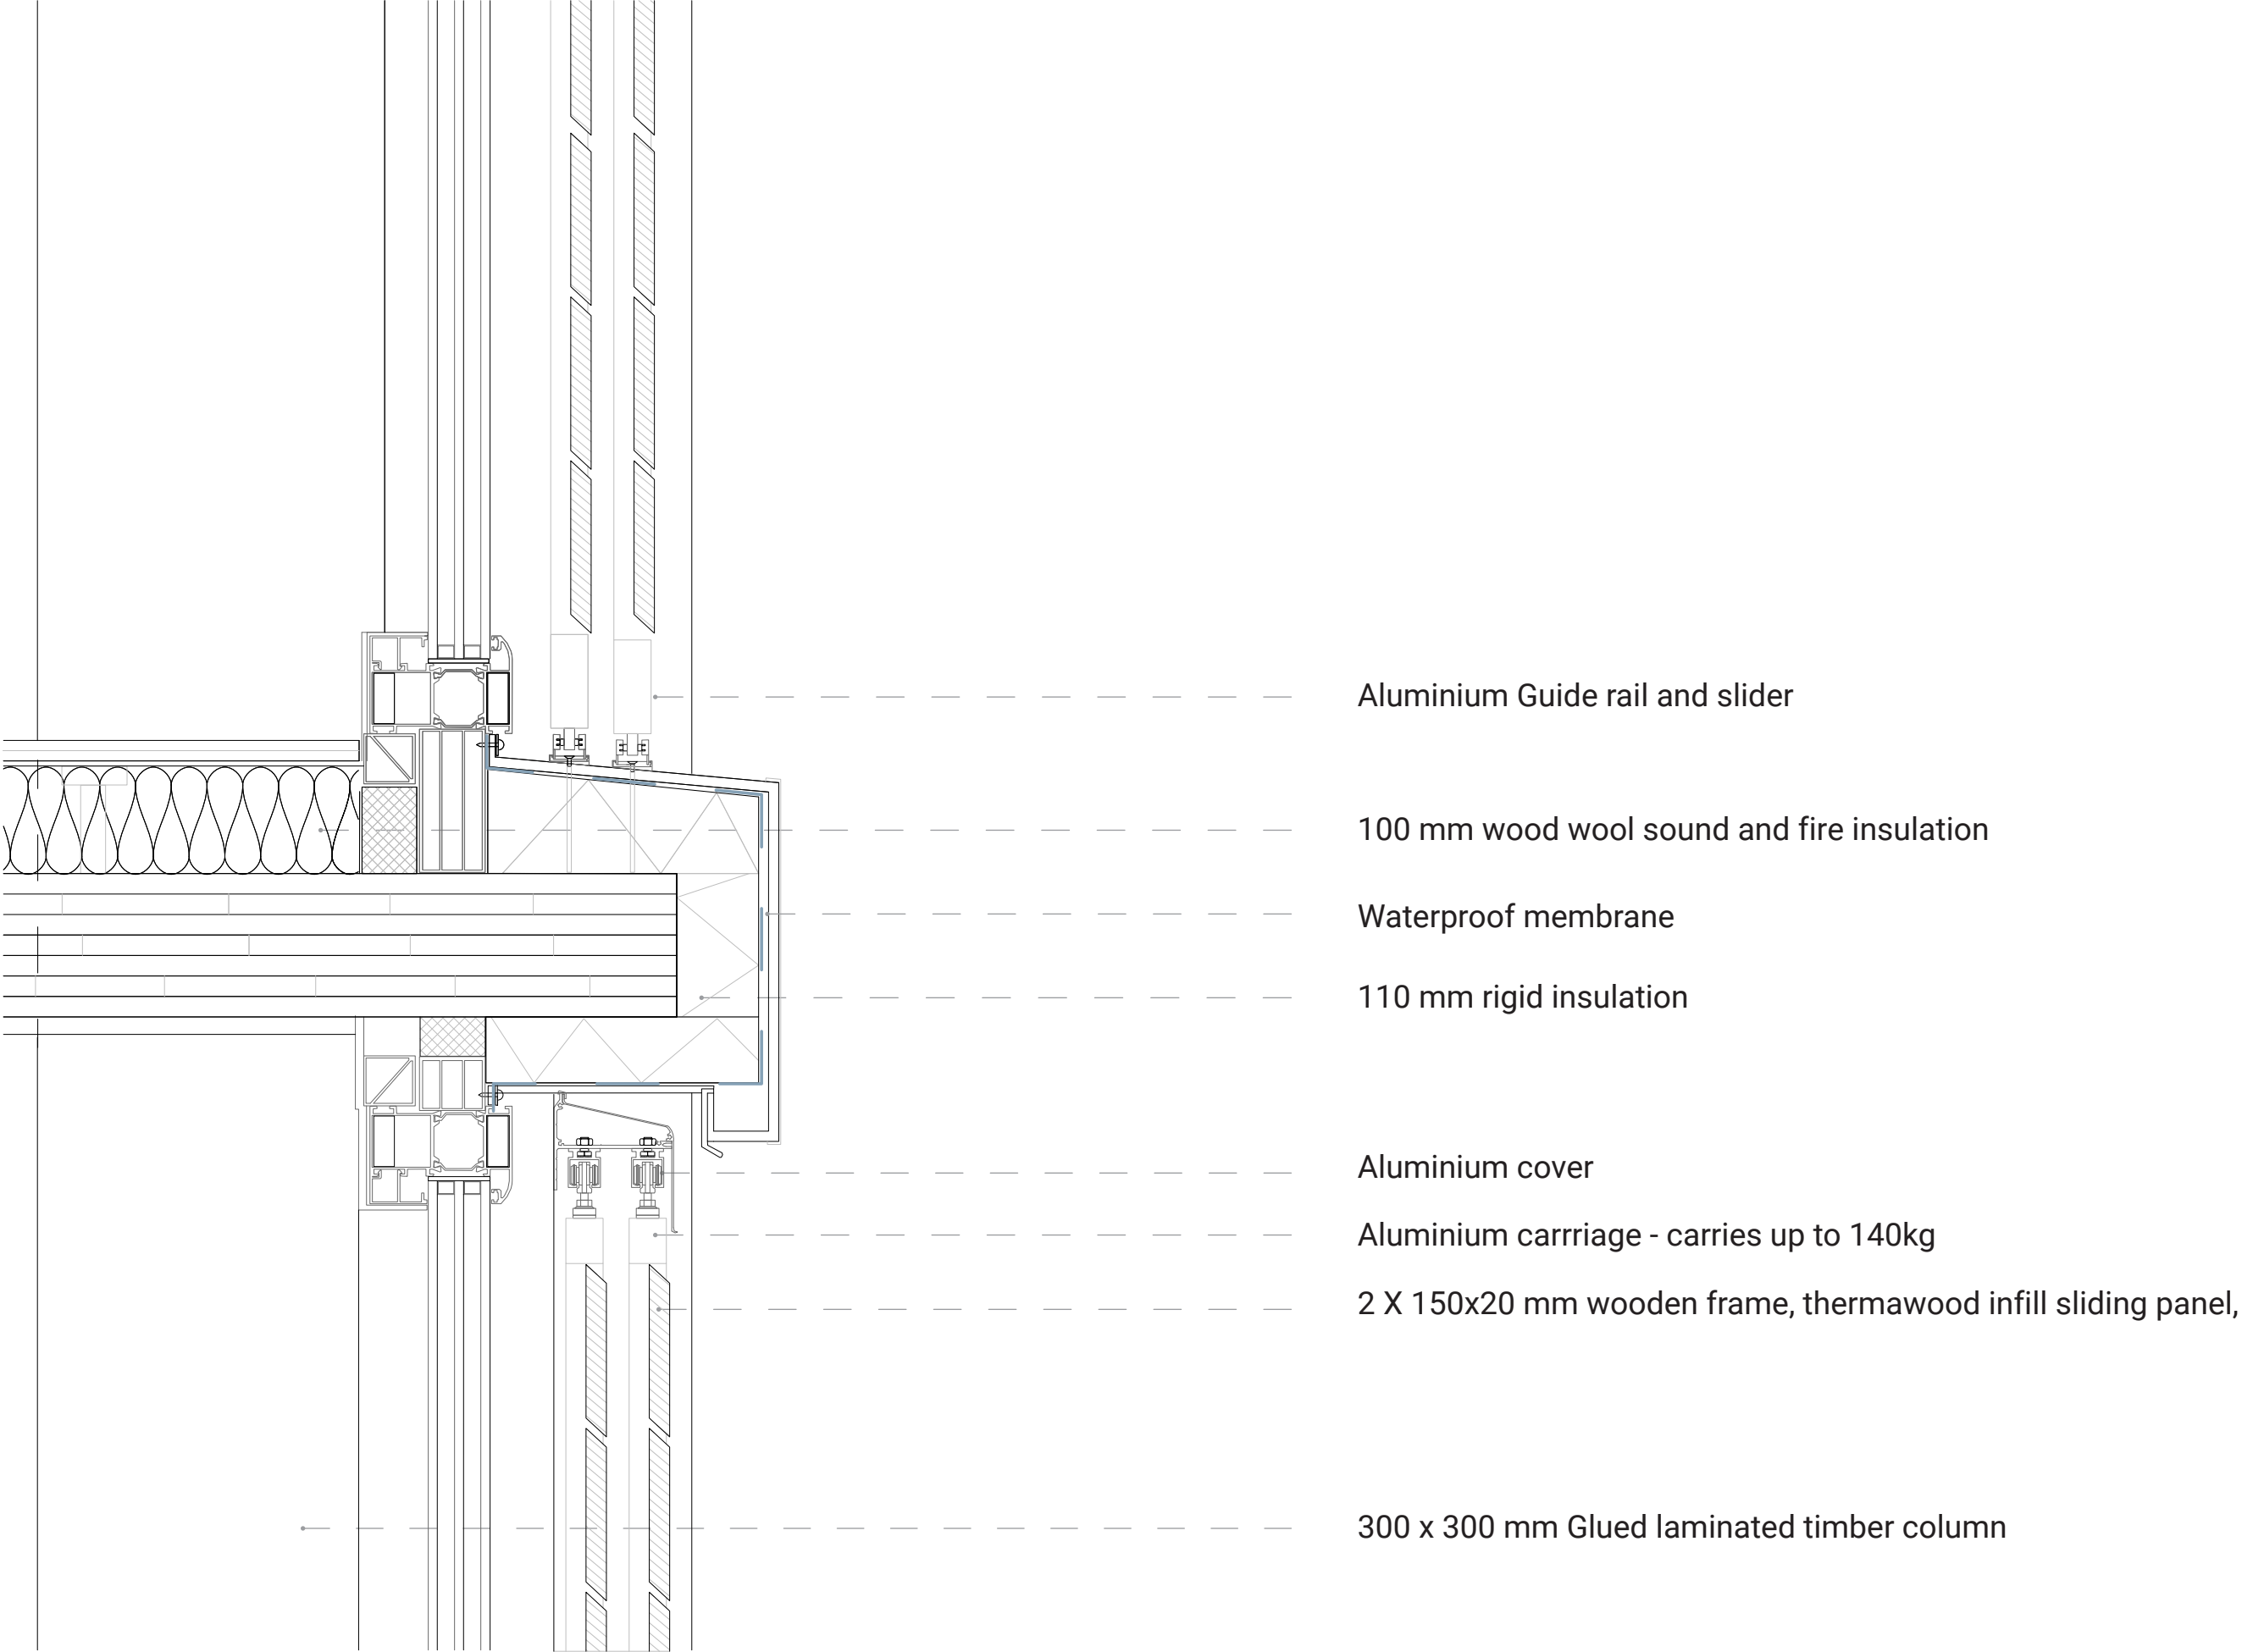 Aluminium Guide rail and slider
100 mm wood wool sound and fire insulation
Waterproof membrane
110 mm rigid insulation
Aluminium cover
Aluminium carrriage - carries up to 140kg
2 X 150x20 mm wooden frame, thermawood infill sliding panel,
300 x 300 mm Glued laminated timber column